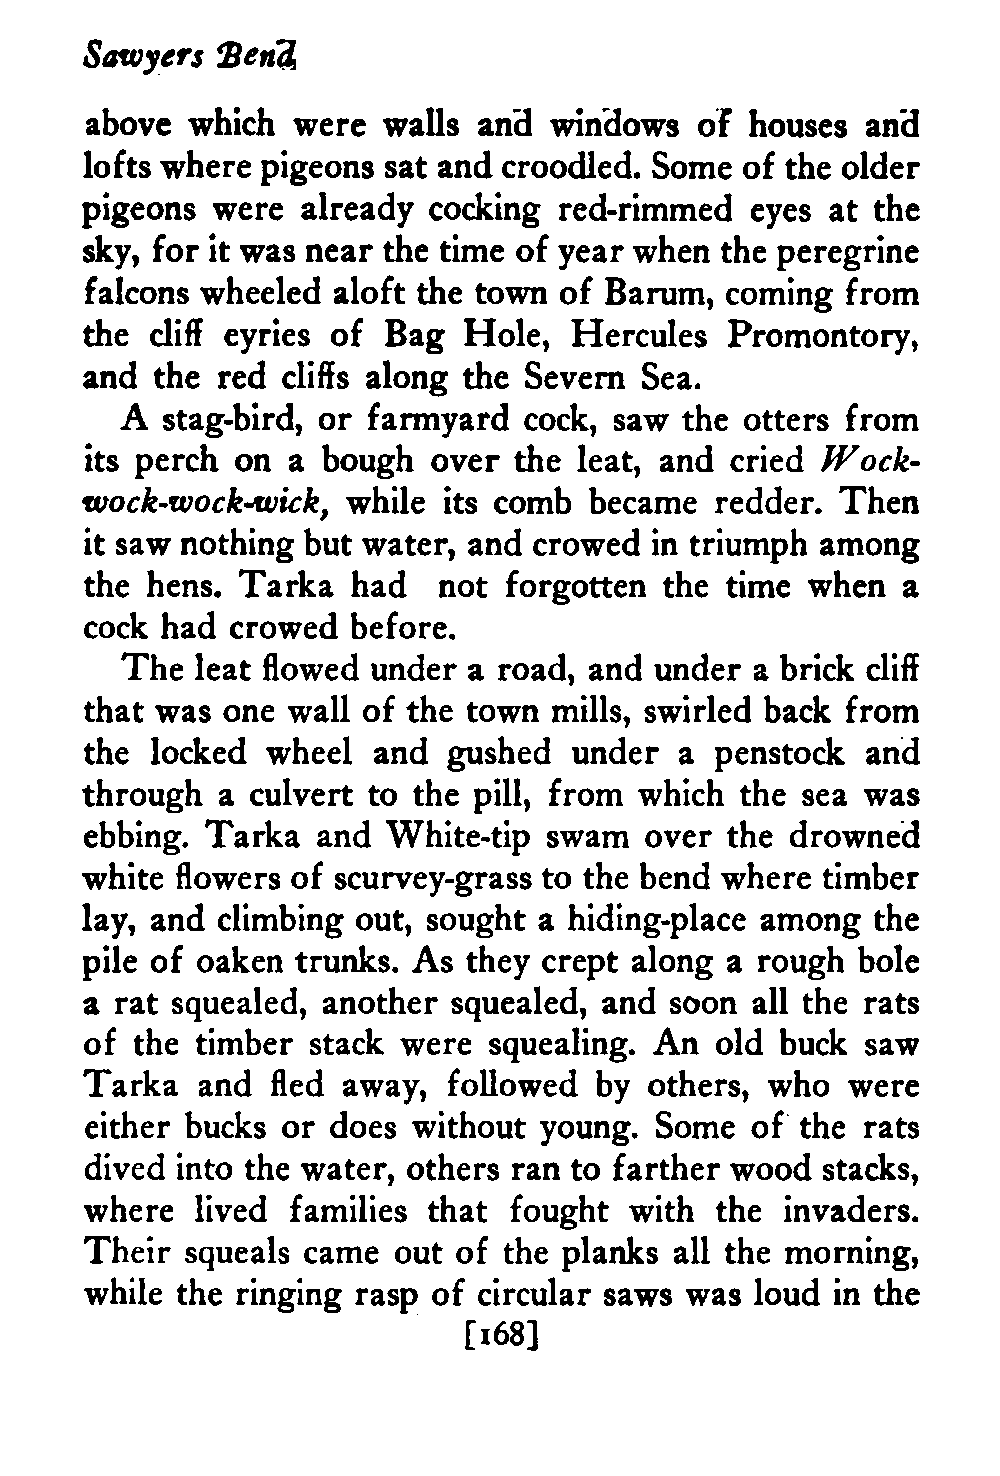 Sawyers Bend
above which were walls and windows of houses and
lofts where pigeons sat and croodled. Some of the older
pigeons were already cocking red-rimmed eyes at the
sky, for it was near the time of year when the peregrine
falcons wheeled aloft the town of Barum, coming from
the cliff eyries of Bag Hole, Hercules Promontory,
and the red cliffs along the Severn Sea.
A stag-bird, or farmyard cock, saw the otters from
its perch on a bough over the leat, and cried Wock-
wock-wock-wick, while its comb became redder. Then
it saw nothing but water, and crowed in triumph among
the hens. Tarka had not forgotten the time when a
cock had crowed before.
The leat flowed under a road, and under a brick cliff
that was one wall of the town mills, swirled back from
the locked wheel and gushed under a penstock and
through a culvert to the pill, from which the sea was
ebbing. Tarka and White-tip swam over the drowned
white flowers of scurvey-grass to the bend where timber
lay, and climbing out, sought a hiding-place among the
pile of oaken trunks. As they crept along a rough bole
a rat squealed, another squealed, and soon all the rats
of the timber stack were squealing. An old buck saw
Tarka and fled away, followed by others, who were
either bucks or does without young. Some of the rats
dived into the water, others ran to farther wood stacks,
where lived families that fought with the invaders.
Their squeals came out of the planks all the morning,
while the ringing rasp of circular saws was loud in the
[168]